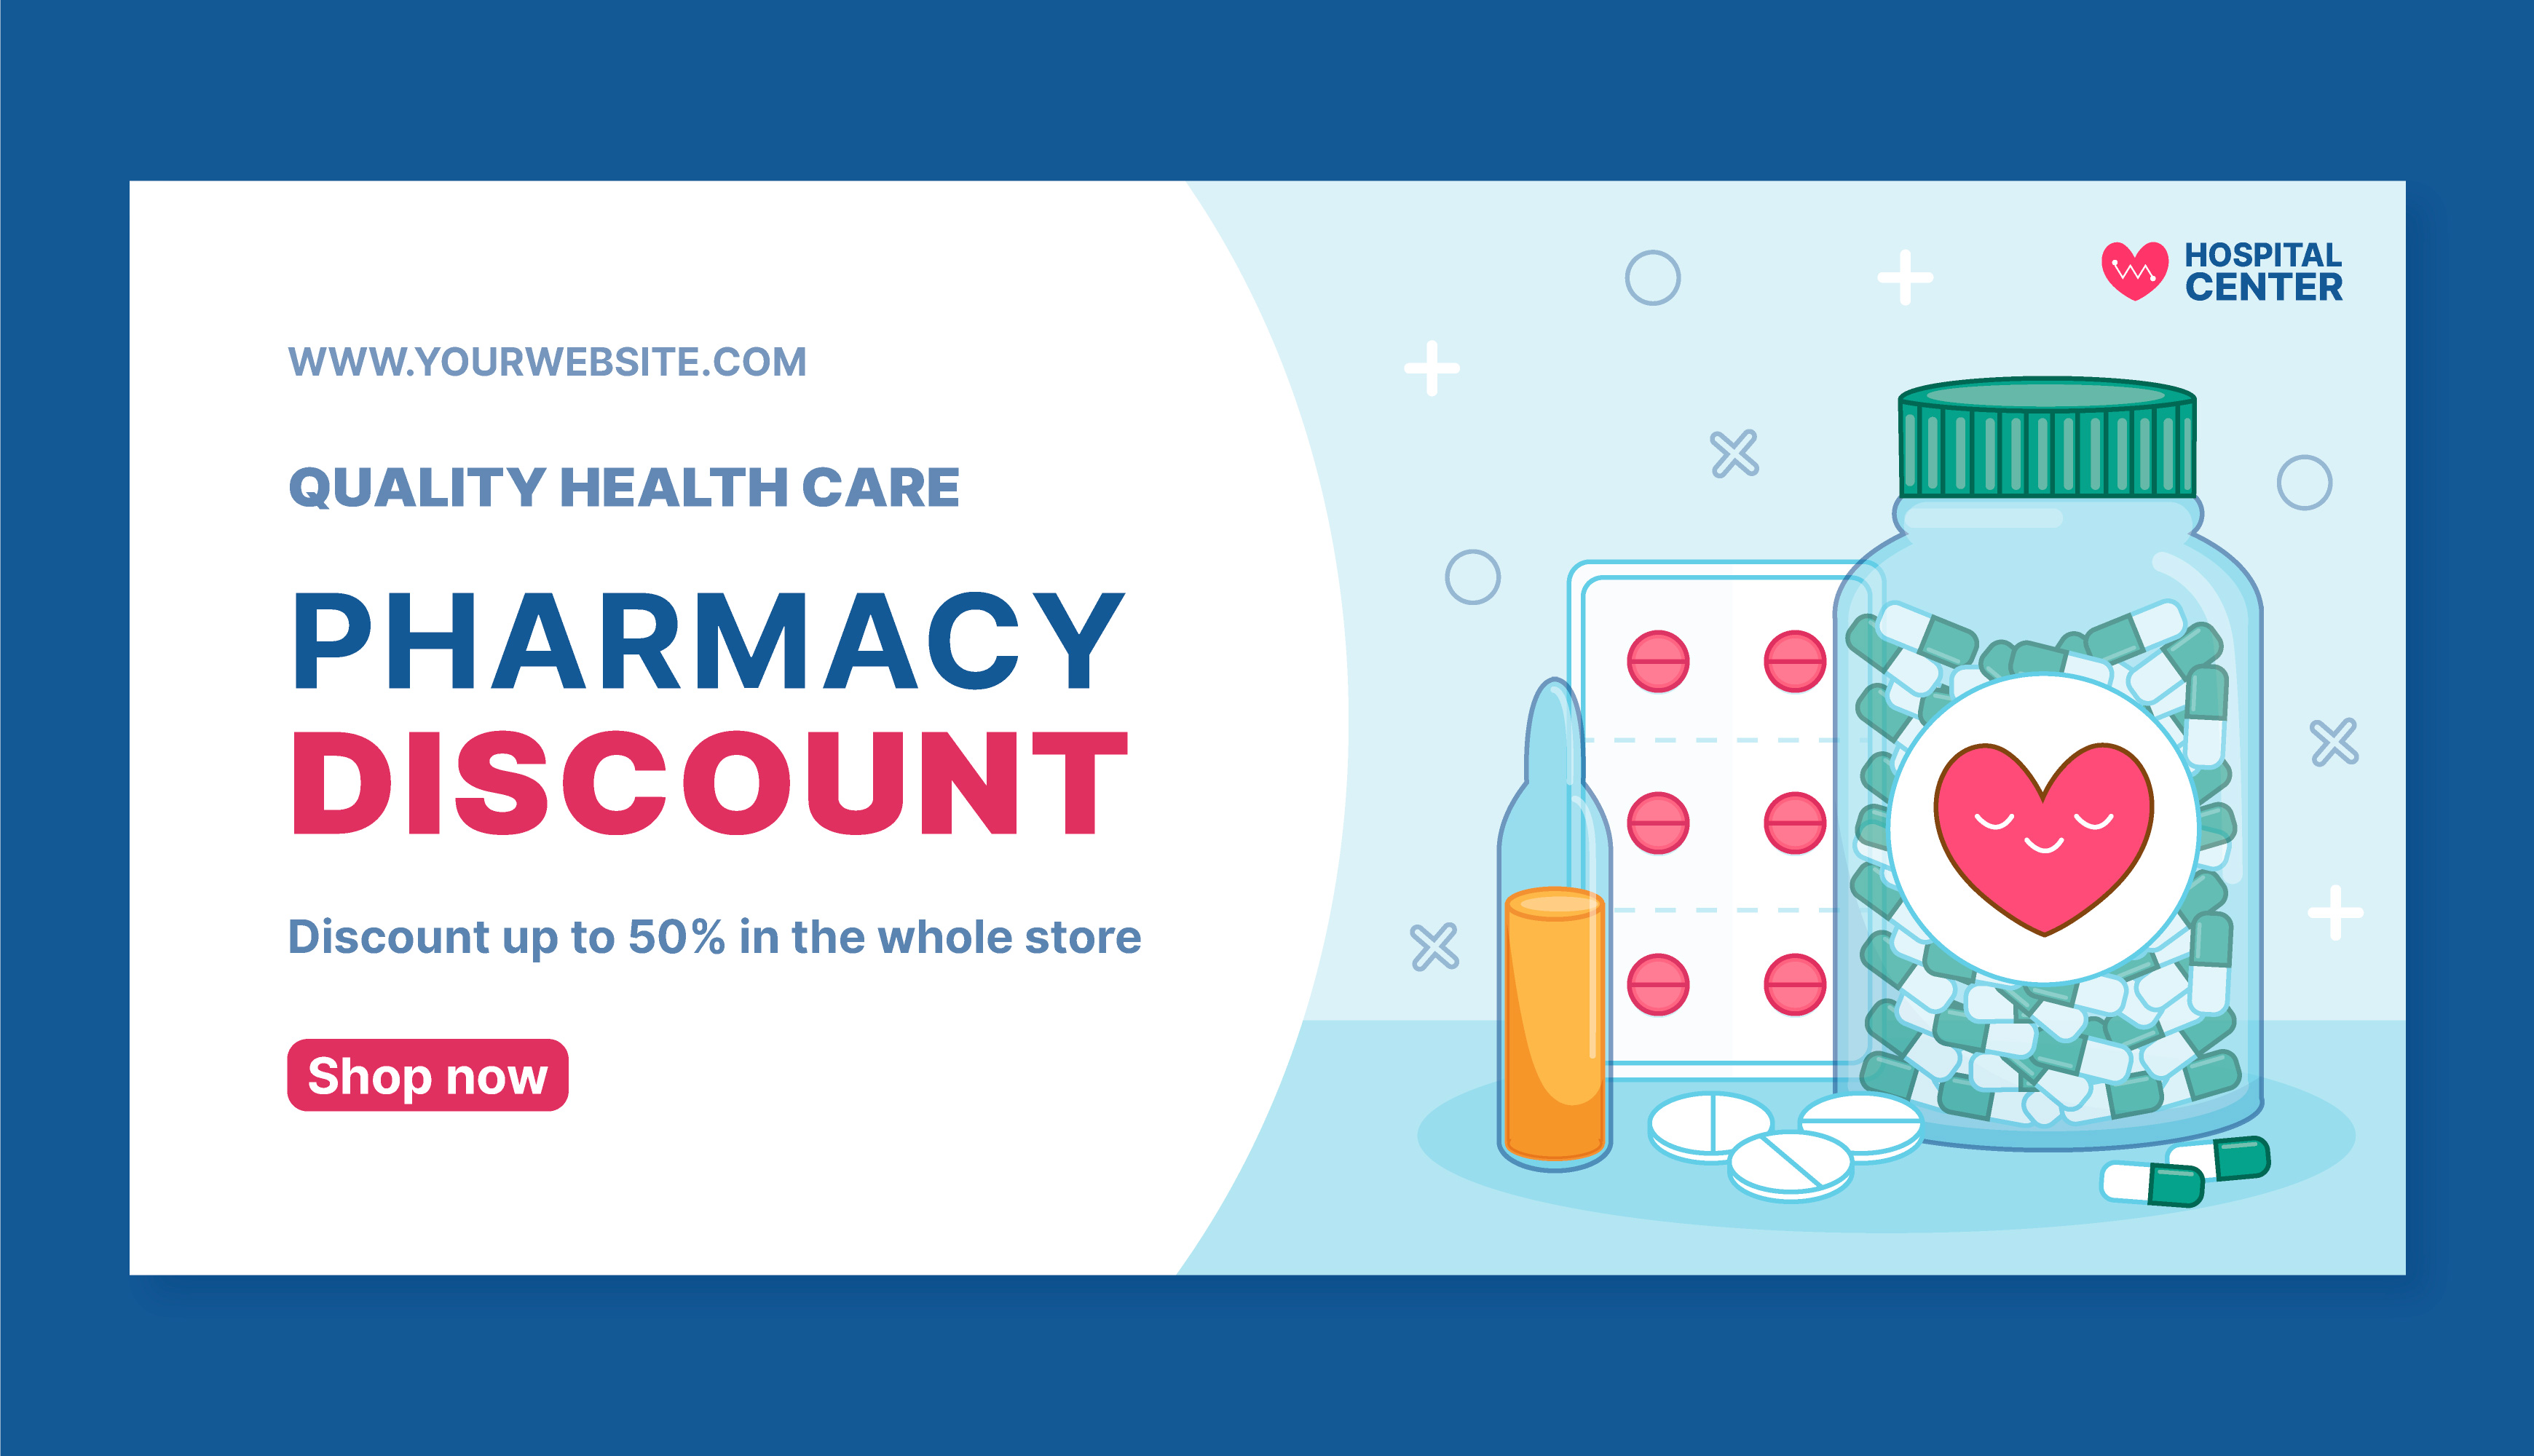 WWW.YOURWEBSITE.COM
QUALITY HEALTH CARE
PHARMACY
DISCOUNT
Discount up to 50% in the whole store
Shop now
HOSPITAL
CENTER